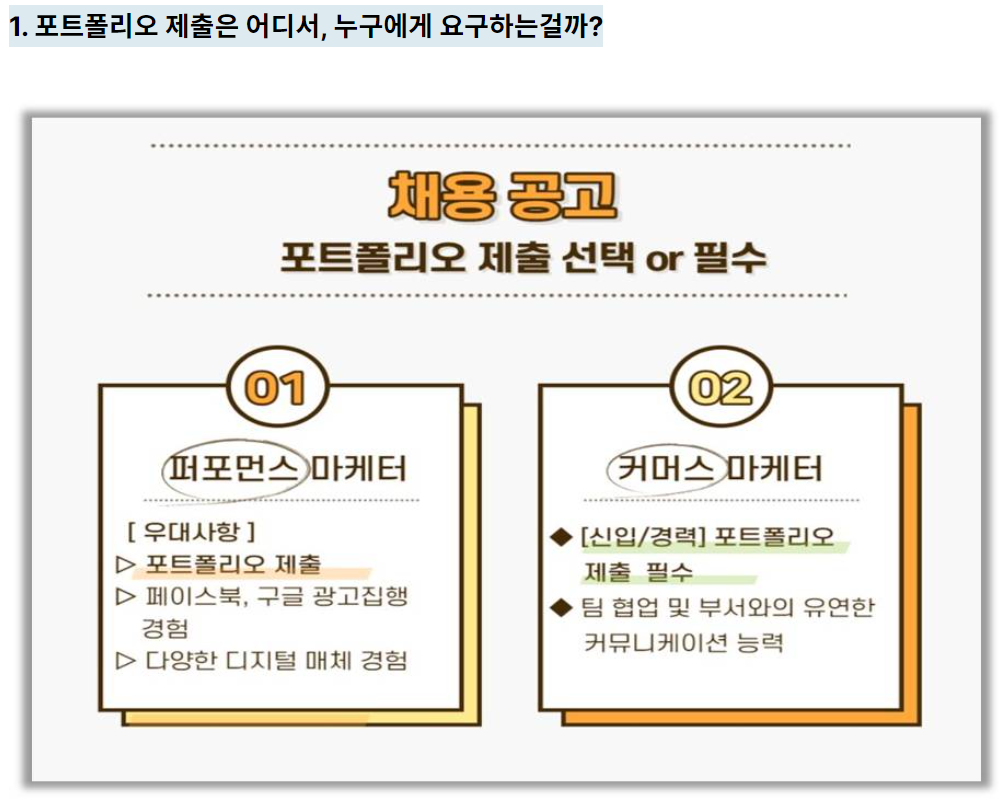 1. 포트폴리오 제출은 어디서, 누구에게 요구하는걸까?
채용 공고
포트폴리오 제출 선택 or 필수
01
퍼포먼스 마케터
[ 우대사항 ]
▷ 포트폴리오 제출
▷ 페이스북, 구글 광고집행
경험
▷ 다양한 디지털 매체 경험
02
커머스 마케터
◆ [신입/경력] 포트폴리오
제출 필수
◆ 팀 협업 및 부서와의 유연한
커뮤니케이션 능력